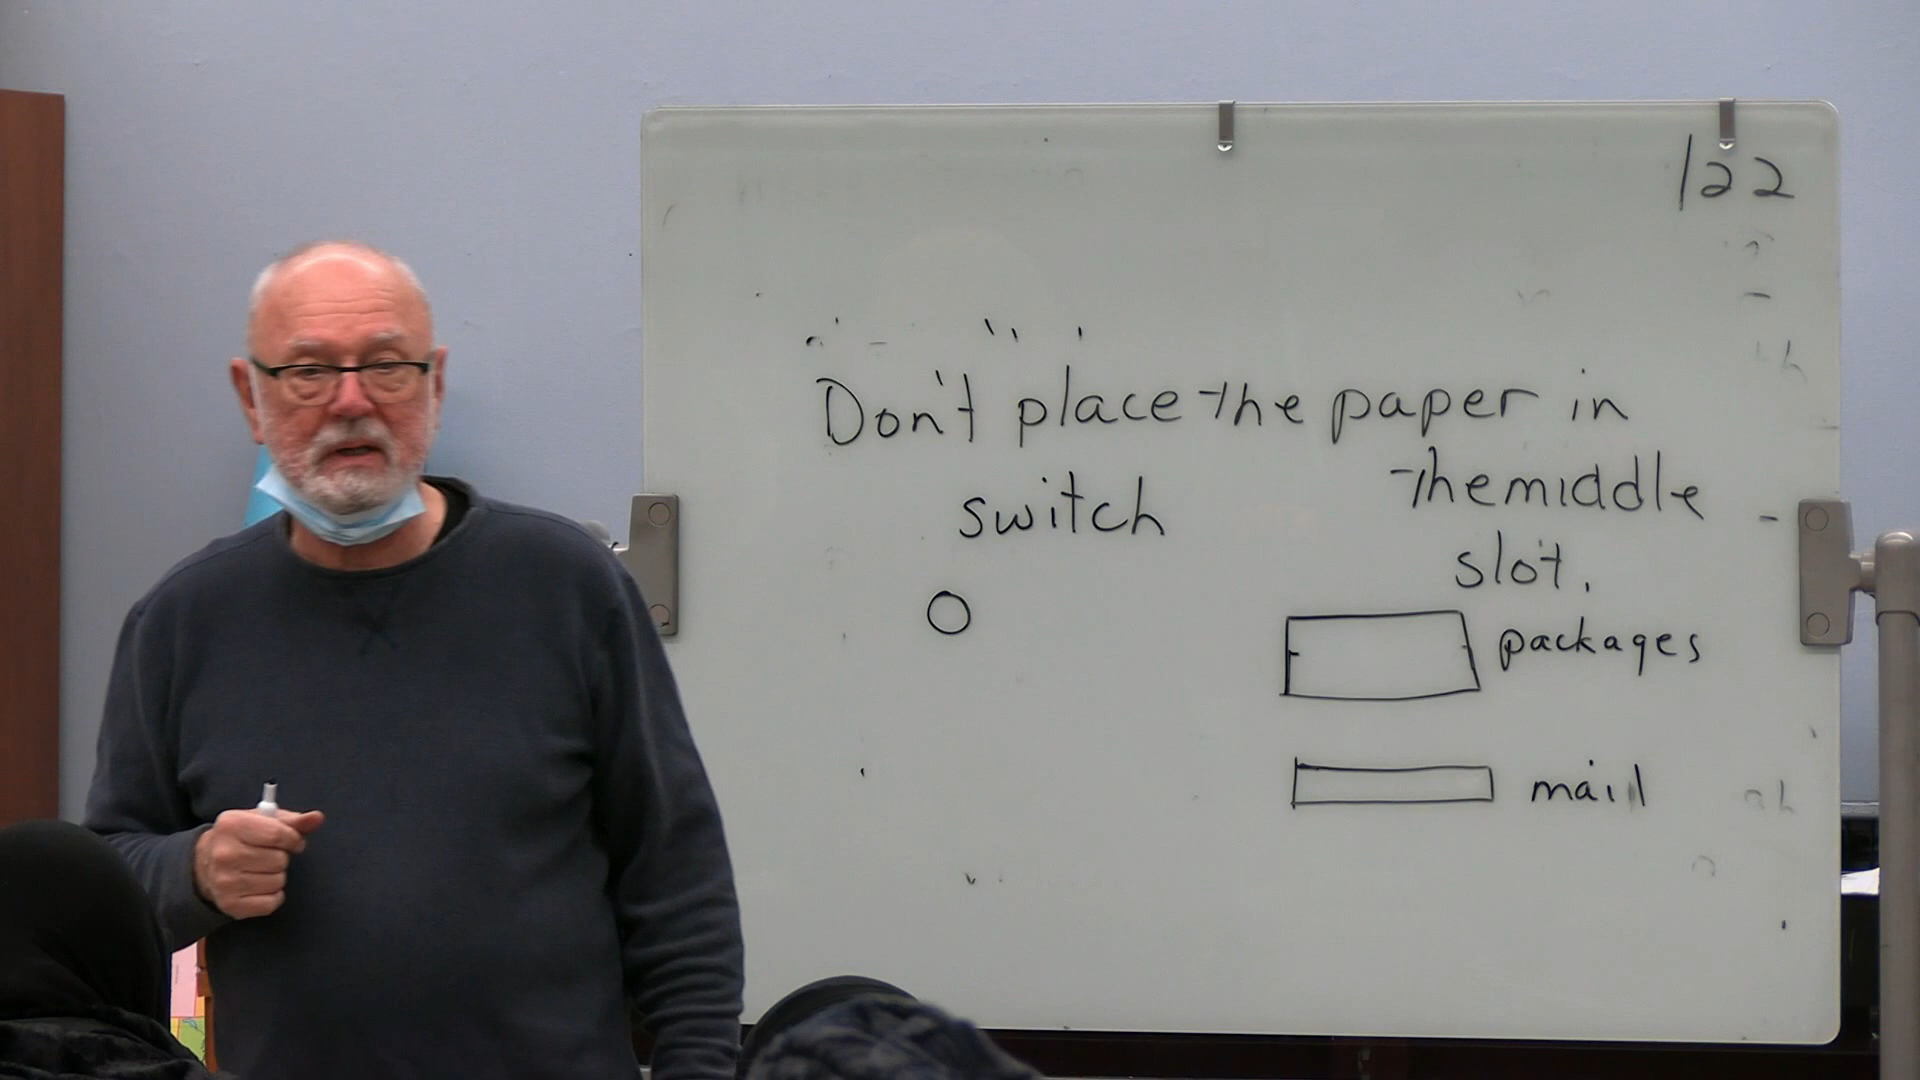 122
Don't place the paper in
the middle
switch
slot.
packages
mail